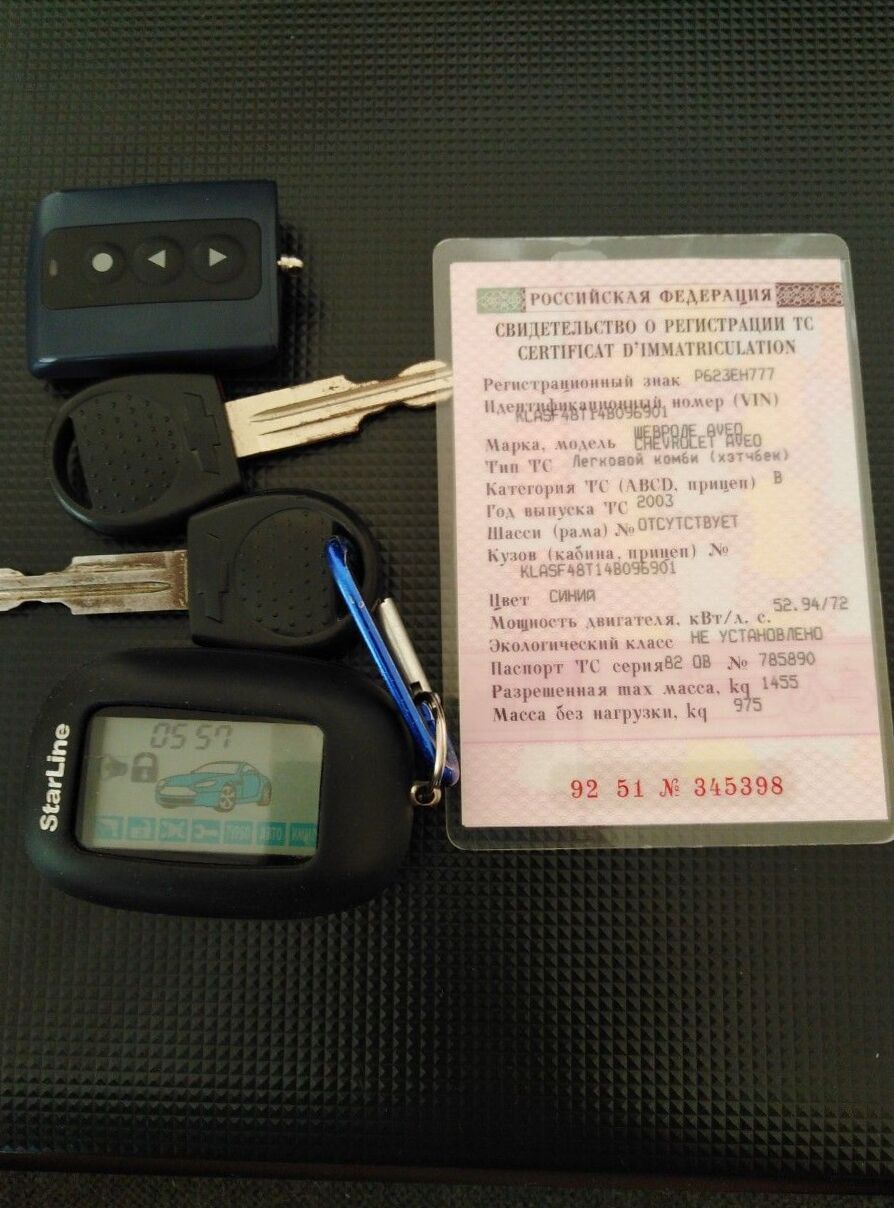 StarLine
05 57
РОССИЙСКАЯ ФЕДЕРАЦИЯ
СВИДЕТЕЛЬСТВО О РЕГИСТРАЦИИ ТС
CERTIFICAT D'IMMATRICULATION
Регистрационный знак Р623ЕН777
Идентификационный номер (VIN)
KLASF48T14B096901
ШЕВРОЛЕ АVЕО
Марка, модель CHEVROLET AVEO
Тип ТС Легковой комби (хэтчбек)
Категория ТС (ABCD, прицеп) B
Год выпуска ТС 2003
Шасси (рама) № ОТСУТСТВУЕТ
Кузов (кабина, прицеп) №
KLASF48T14B096901
Цвет СИНИЙ
Мощность двигателя, кВт/л. с. 52.94/72
Экологический класс НЕ УСТАНОВЛЕНО
Паспорт ТС серия 82 ОВ № 785890
Разрешенная max масса, kg 1455
Масса без нагрузки, kg 975
92 51 № 345398